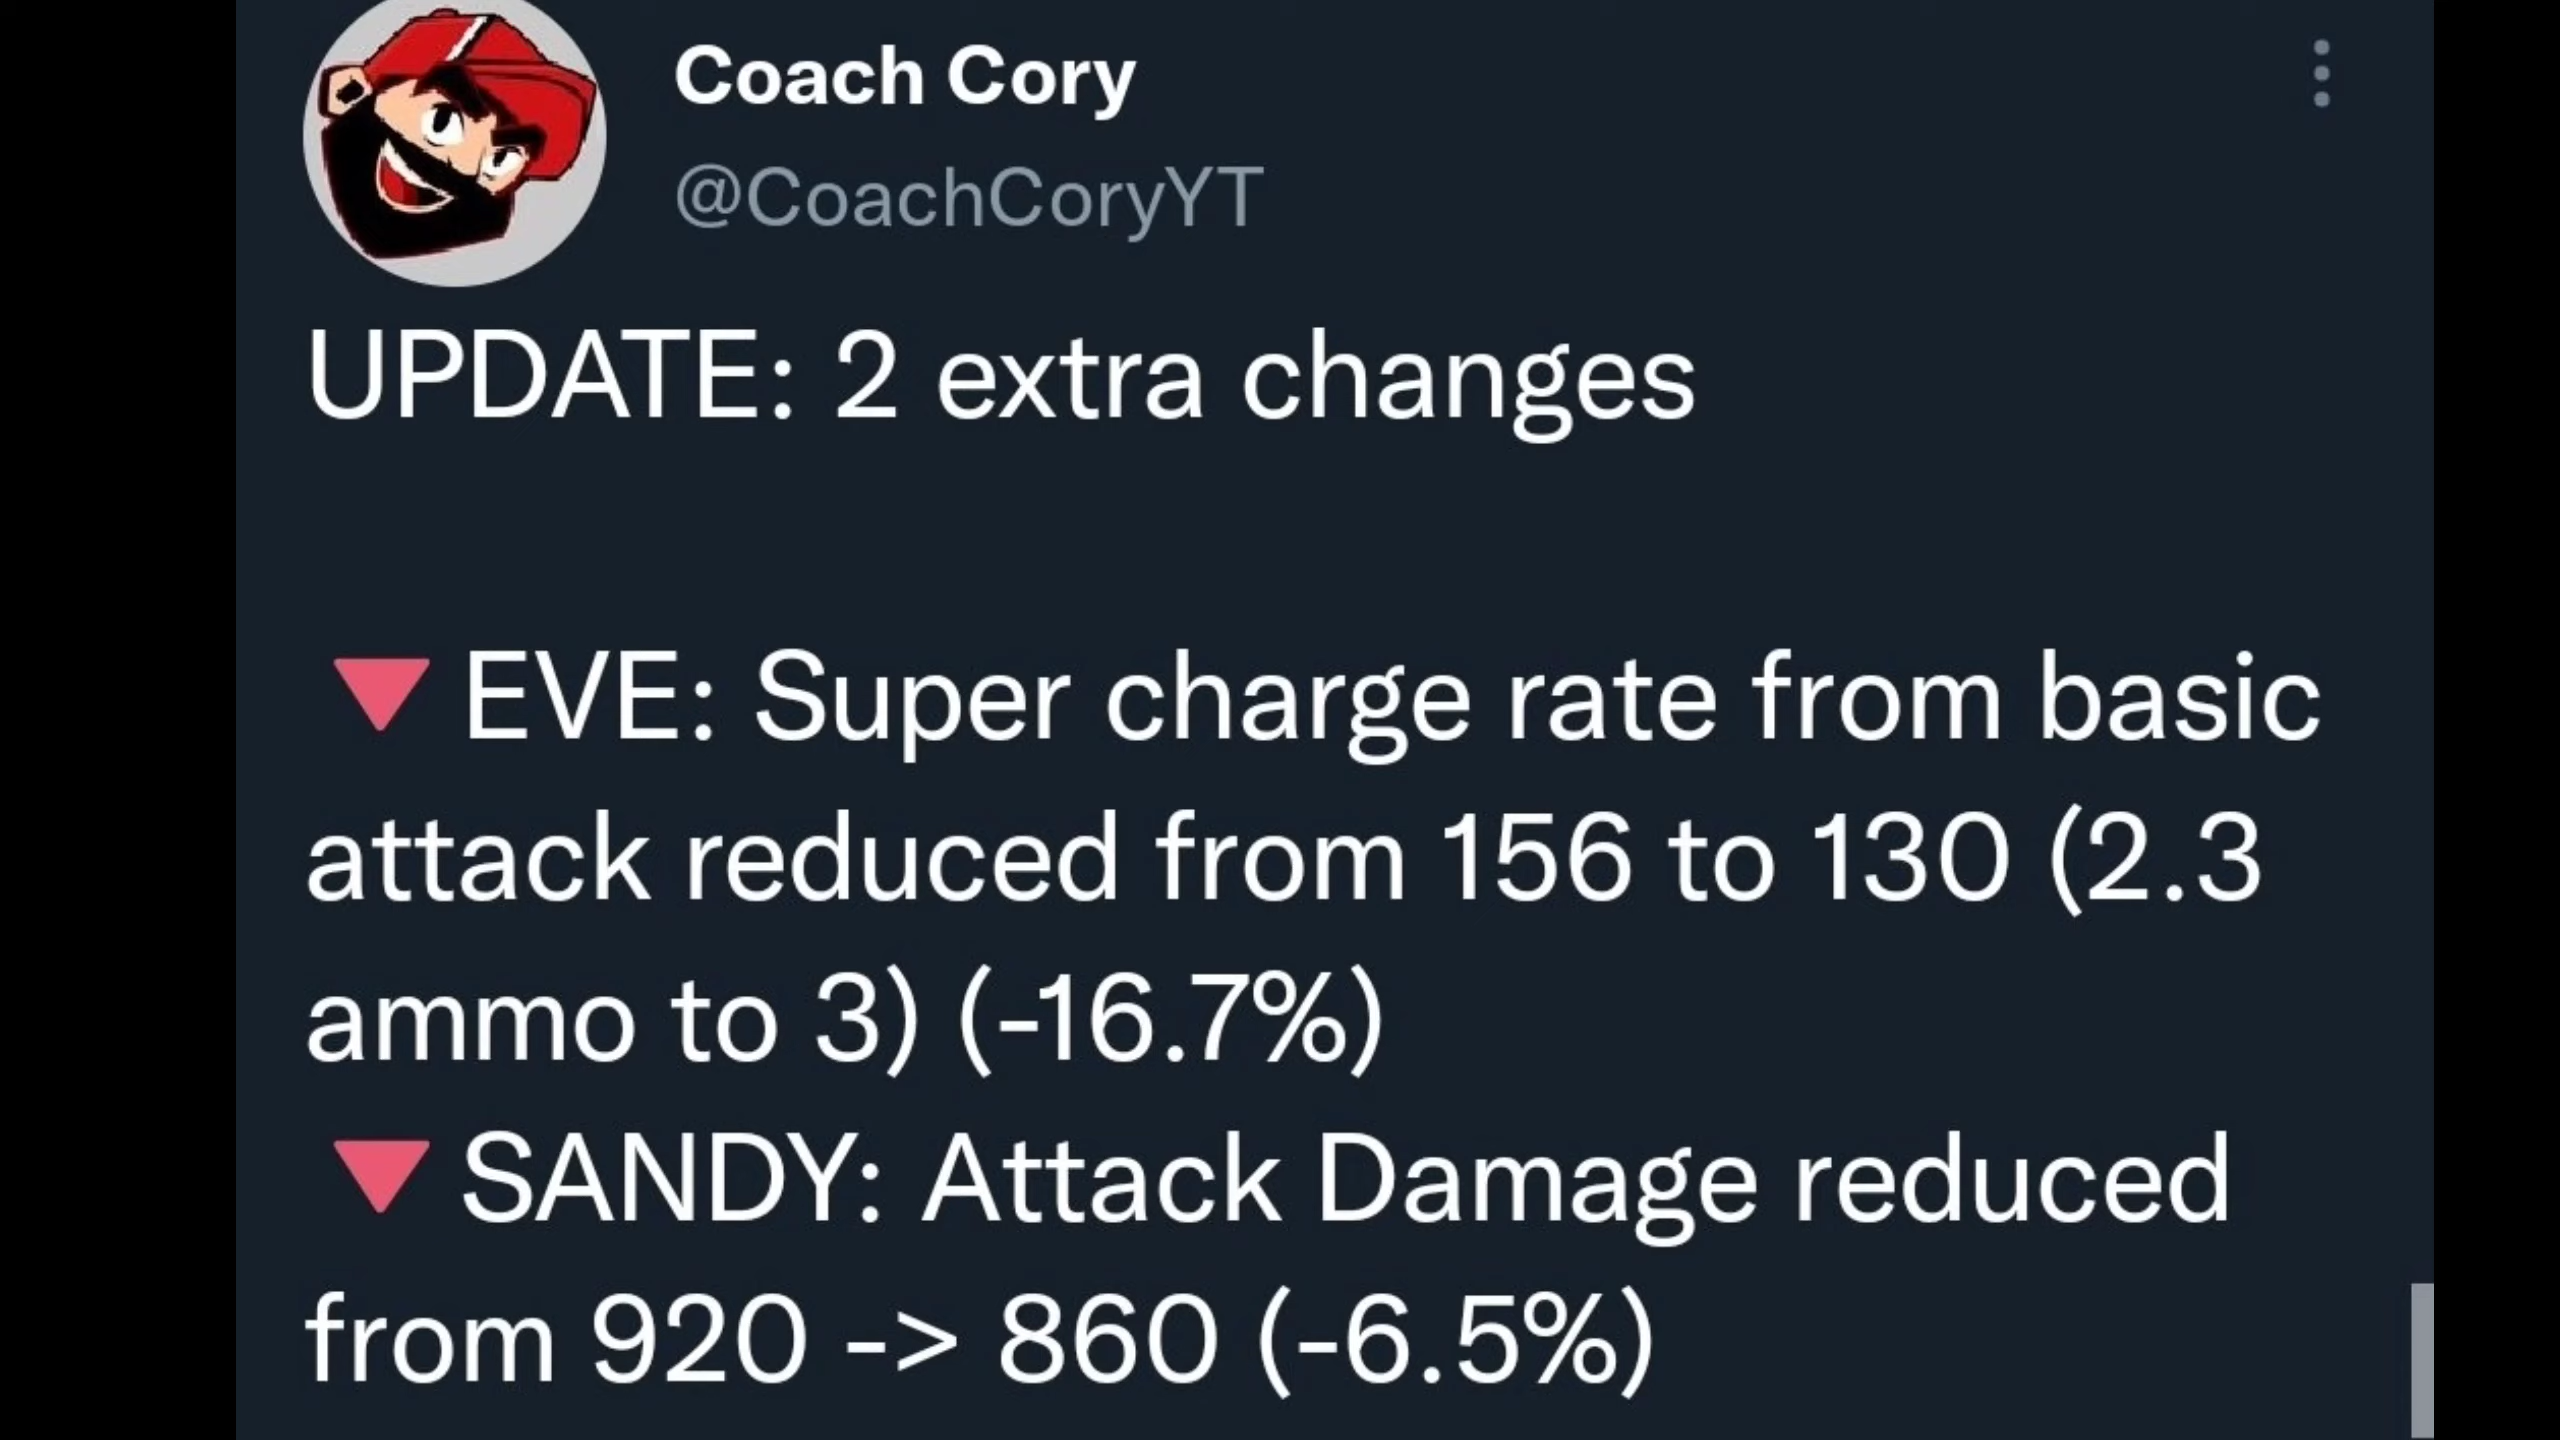 Coach Cory
@CoachCoryYT
UPDATE: 2 extra changes
🔻EVE: Super charge rate from basic
attack reduced from 156 to 130 (2.3
ammo to 3) (-16.7%)
🔻SANDY: Attack Damage reduced
from 920 -> 860 (-6.5%)